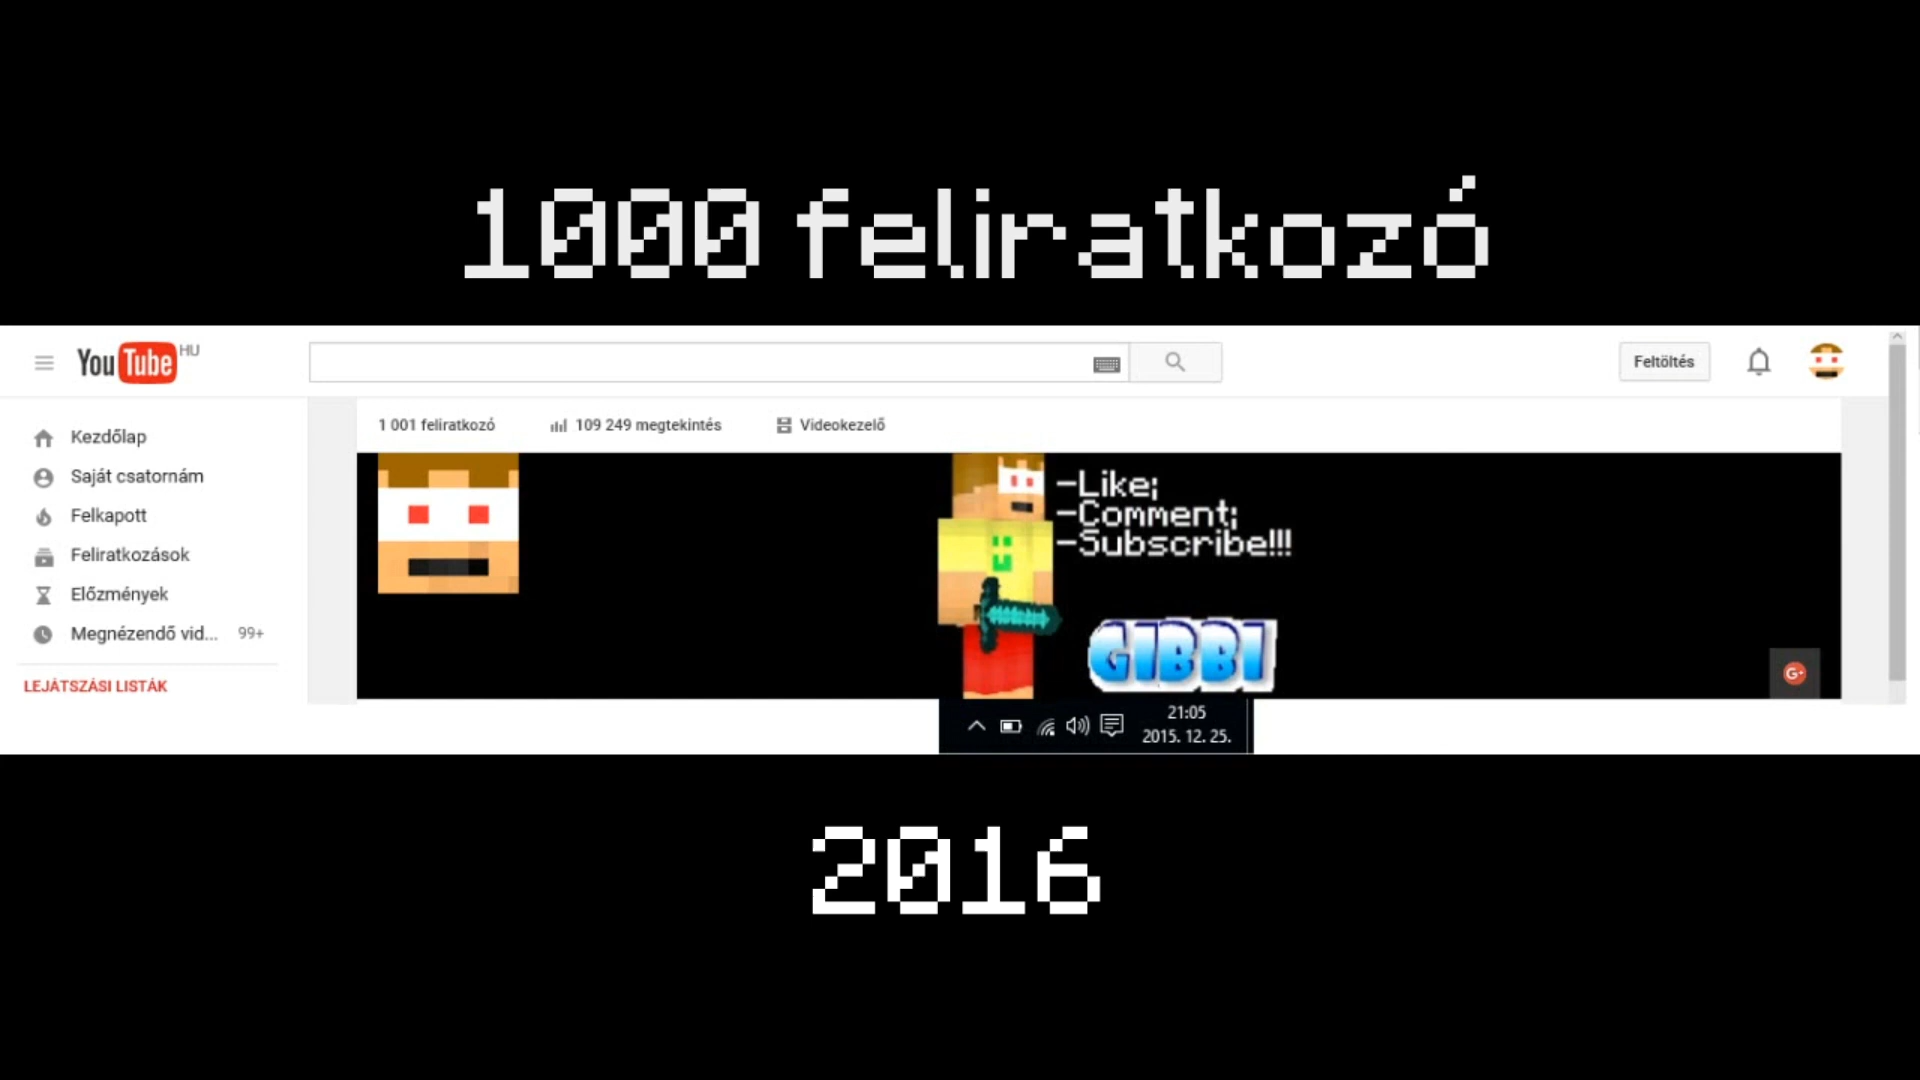 1000 feliratkozó
YouTube HU
Feltöltés
1 001 feliratkozó 109 249 megtekintés Videokezelő
Kezdőlap
Saját csatornám
Felkapott
Feliratkozások
Előzmények
Megnézendő vid... 99+
LEJÁTSZÁSI LISTÁK
-Like;
-Comment;
-Subscribe!!!
GIBBI
G+
21:05
2015. 12. 25.
2016